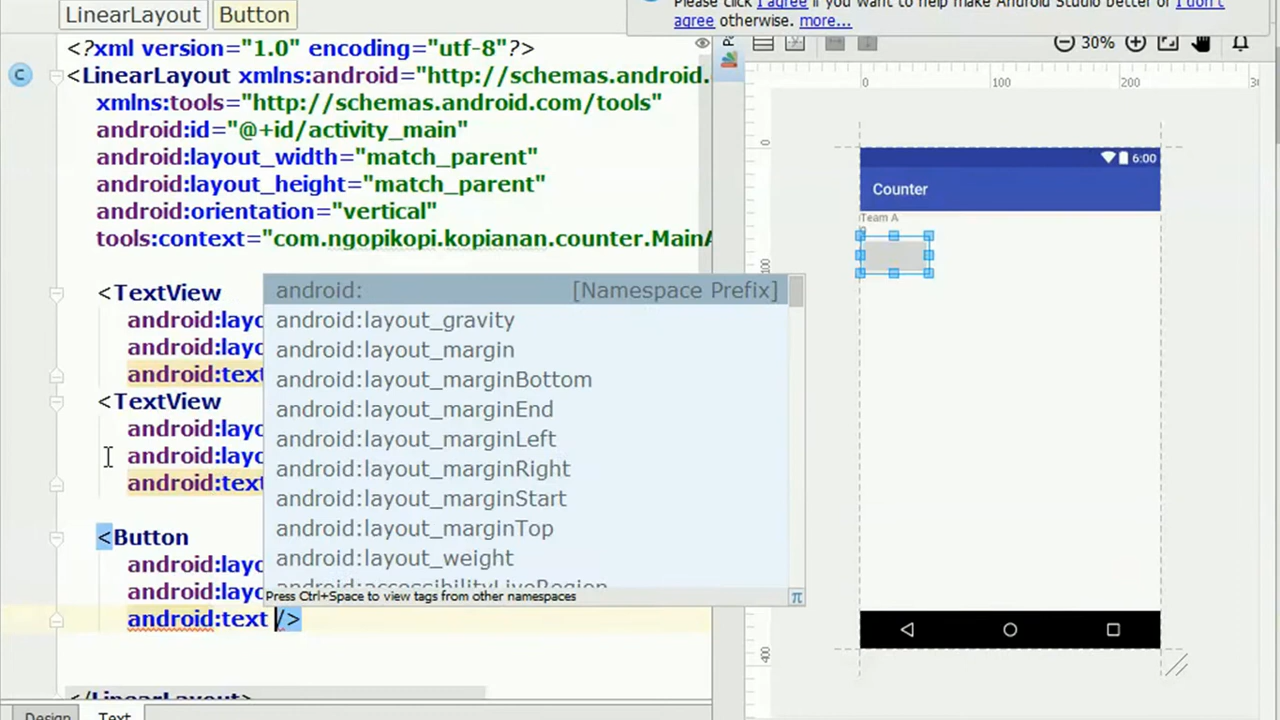 Please click I agree if you want to help make Android Studio better or I don't
agree otherwise. more...
LinearLayout Button
<?xml version="1.0" encoding="utf-8"?>
<LinearLayout xmlns:android="http://schemas.android.
xmlns:tools="http://schemas.android.com/tools"
android:id="@+id/activity_main"
android:layout_width="match_parent"
android:layout_height="match_parent"
android:orientation="vertical"
tools:context="com.ngopikopi.kopianan.counter.MainA
<TextView
android:layo
android:layo
android:text
<TextView
android:layo
android:layo
android:text
<Button
android:layo
android:layo
android:text />
</LinearLayout>
android: [Namespace Prefix]
android:layout_gravity
android:layout_margin
android:layout_marginBottom
android:layout_marginEnd
android:layout_marginLeft
android:layout_marginRight
android:layout_marginStart
android:layout_marginTop
android:layout_weight
android:accessibilityLiveRegion
Press Ctrl+Space to view tags from other namespaces
π
C
Design Text
30%
0 100 200
0
100
400
6:00
Counter
Team A